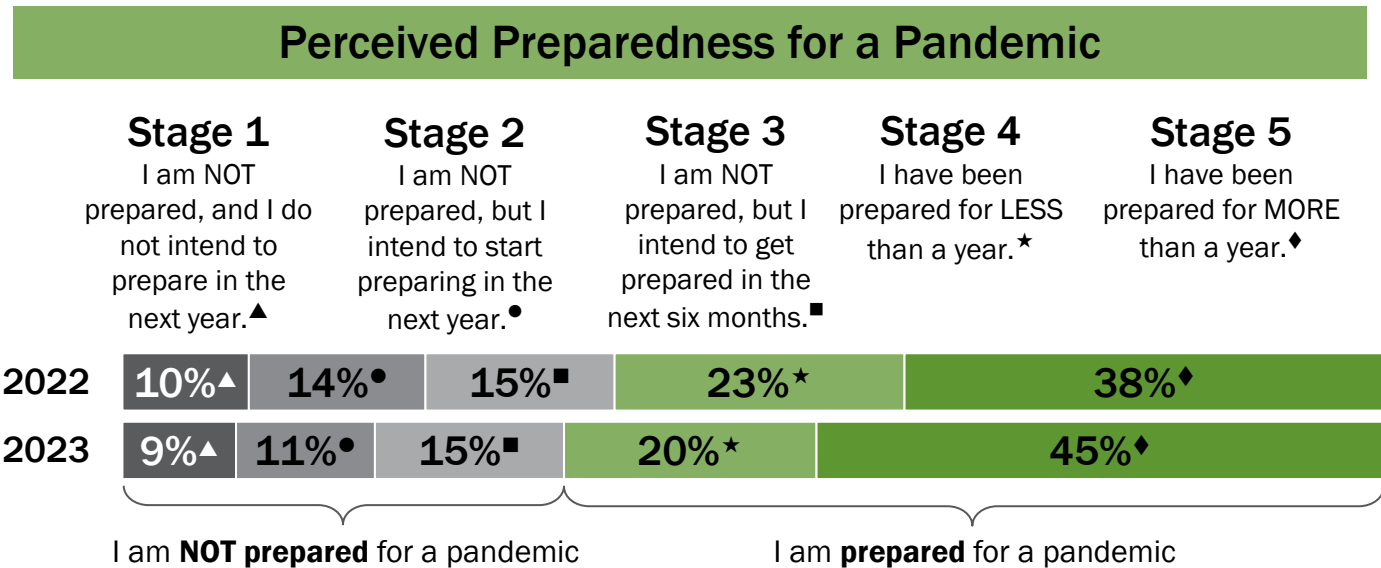 Perceived Preparedness for a Pandemic
Stage 1
I am NOT
prepared, and I do
not intend to
prepare in the
next year.▲
Stage 2
I am NOT
prepared, but I
intend to start
preparing in the
next year.●
Stage 3
I am NOT
prepared, but I
intend to get
prepared in the
next six months.■
Stage 4
I have been
prepared for LESS
than a year.★
Stage 5
I have been
prepared for MORE
than a year.♦
2022 10%▲ 14%● 15%■ 23%★ 38%♦
2023 9%▲ 11%● 15%■ 20%★ 45%♦
I am NOT prepared for a pandemic
I am prepared for a pandemic